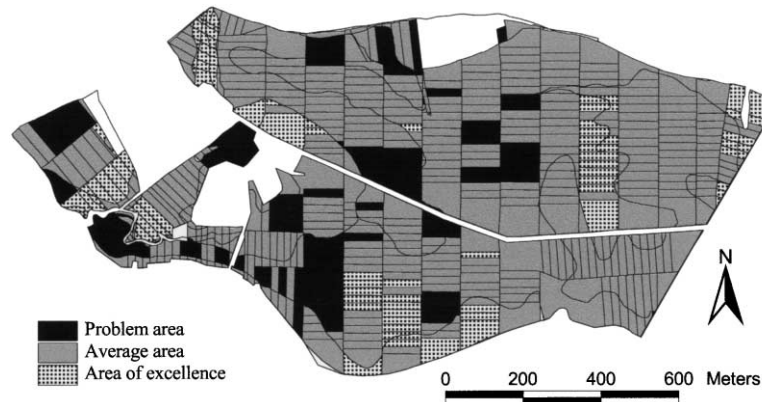 N
Problem area
Average area
Area of excellence
0 200 400 600 Meters